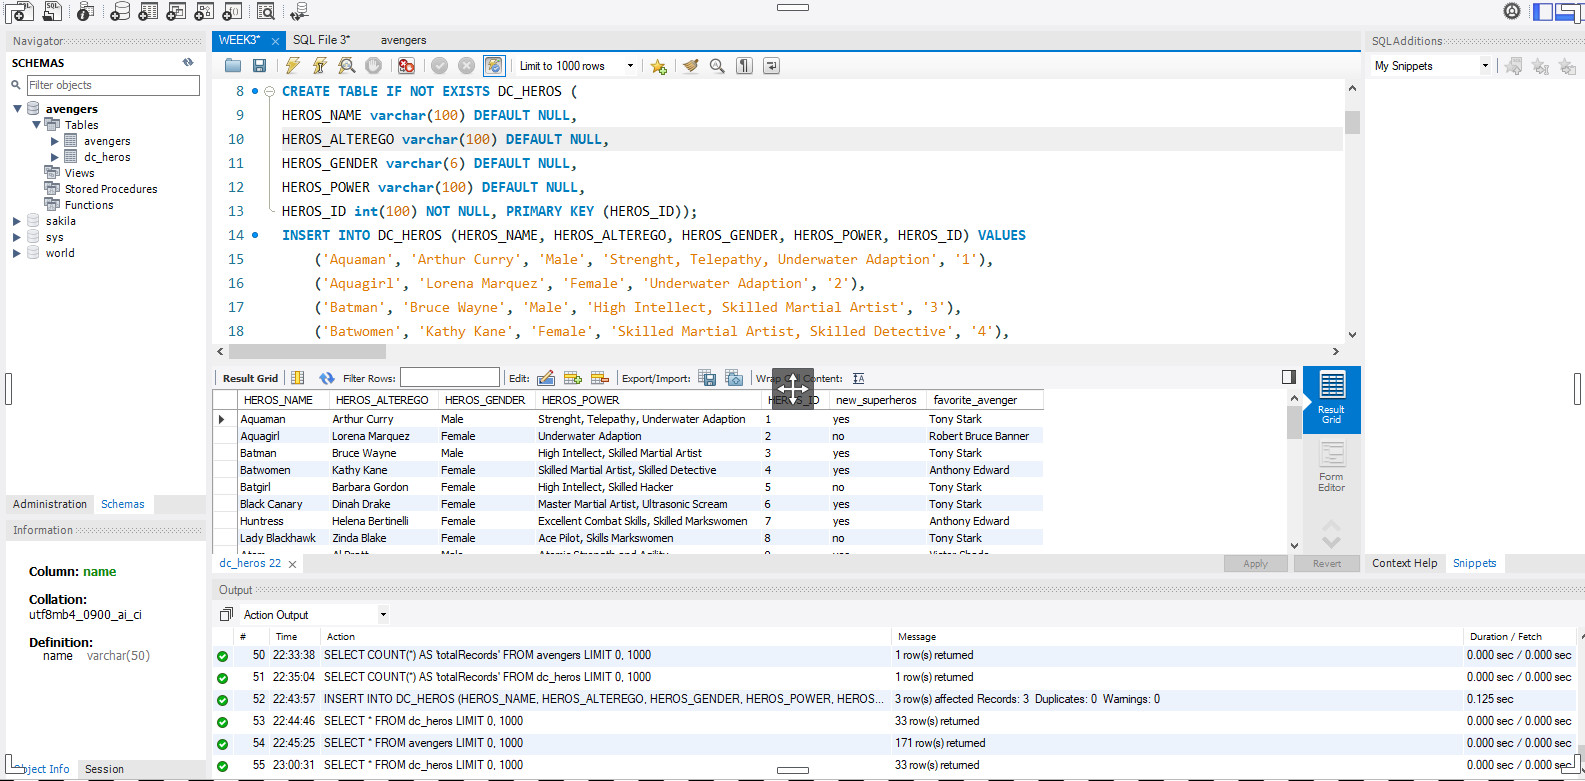 Navigator
SCHEMAS
Filter objects
avengers
Tables
avengers
dc_heros
Views
Stored Procedures
Functions
sakila
sys
world
Administration Schemas
Information
Column: name
Collation:
utf8mb4_0900_ai_ci
Definition:
name varchar(50)
Object Info Session
WEEK3* SQL File 3* avengers
Limit to 1000 rows
8 CREATE TABLE IF NOT EXISTS DC_HEROS (
9 HEROS_NAME varchar(100) DEFAULT NULL,
10 HEROS_ALTEREGO varchar(100) DEFAULT NULL,
11 HEROS_GENDER varchar(6) DEFAULT NULL,
12 HEROS_POWER varchar(100) DEFAULT NULL,
13 HEROS_ID int(100) NOT NULL, PRIMARY KEY (HEROS_ID));
14 INSERT INTO DC_HEROS (HEROS_NAME, HEROS_ALTEREGO, HEROS_GENDER, HEROS_POWER, HEROS_ID) VALUES
15 ('Aquaman', 'Arthur Curry', 'Male', 'Strenght, Telepathy, Underwater Adaption', '1'),
16 ('Aquagirl', 'Lorena Marquez', 'Female', 'Underwater Adaption', '2'),
17 ('Batman', 'Bruce Wayne', 'Male', 'High Intellect, Skilled Martial Artist', '3'),
18 ('Batwomen', 'Kathy Kane', 'Female', 'Skilled Martial Artist, Skilled Detective', '4'),
Result Grid Filter Rows: Edit: Export/Import: Wrap Content:
HEROS_NAME HEROS_ALTEREGO HEROS_GENDER HEROS_POWER HEROS_ID new_superheros favorite_avenger
Aquaman Arthur Curry Male Strenght, Telepathy, Underwater Adaption 1 yes Tony Stark
Aquagirl Lorena Marquez Female Underwater Adaption 2 no Robert Bruce Banner
Batman Bruce Wayne Male High Intellect, Skilled Martial Artist 3 yes Tony Stark
Batwomen Kathy Kane Female Skilled Martial Artist, Skilled Detective 4 yes Anthony Edward
Batgirl Barbara Gordon Female High Intellect, Skilled Hacker 5 no Tony Stark
Black Canary Dinah Drake Female Master Martial Artist, Ultrasonic Scream 6 yes Tony Stark
Huntress Helena Bertinelli Female Excellent Combat Skills, Skilled Markswomen 7 yes Anthony Edward
Lady Blackhawk Zinda Blake Female Ace Pilot, Skills Markswomen 8 no Tony Stark
Result Grid
Form Editor
dc_heros 22 Apply Revert
Output
Action Output
# Time Action Message Duration / Fetch
50 22:33:38 SELECT COUNT(*) AS 'totalRecords' FROM avengers LIMIT 0, 1000 1 row(s) returned 0.000 sec / 0.000 sec
51 22:35:04 SELECT COUNT(*) AS 'totalRecords' FROM dc_heros LIMIT 0, 1000 1 row(s) returned 0.000 sec / 0.000 sec
52 22:43:57 INSERT INTO DC_HEROS (HEROS_NAME, HEROS_ALTEREGO, HEROS_GENDER, HEROS_POWER, HEROS... 3 row(s) affected Records: 3 Duplicates: 0 Warnings: 0 0.125 sec
53 22:44:46 SELECT * FROM dc_heros LIMIT 0, 1000 33 row(s) returned 0.000 sec / 0.000 sec
54 22:45:25 SELECT * FROM avengers LIMIT 0, 1000 171 row(s) returned 0.000 sec / 0.000 sec
55 23:00:31 SELECT * FROM dc_heros LIMIT 0, 1000 33 row(s) returned 0.000 sec / 0.000 sec
SQLAdditions
My Snippets
Context Help Snippets